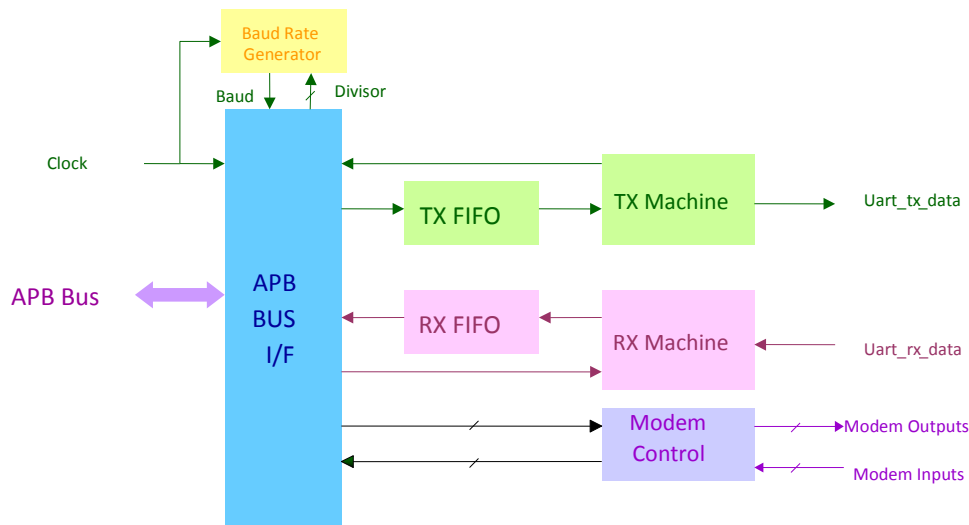 Baud Rate
Generator
Baud
Divisor
Clock
TX FIFO
TX Machine
Uart_tx_data
APB Bus
APB
BUS
I/F
RX FIFO
RX Machine
Uart_rx_data
Modem
Control
Modem Outputs
Modem Inputs